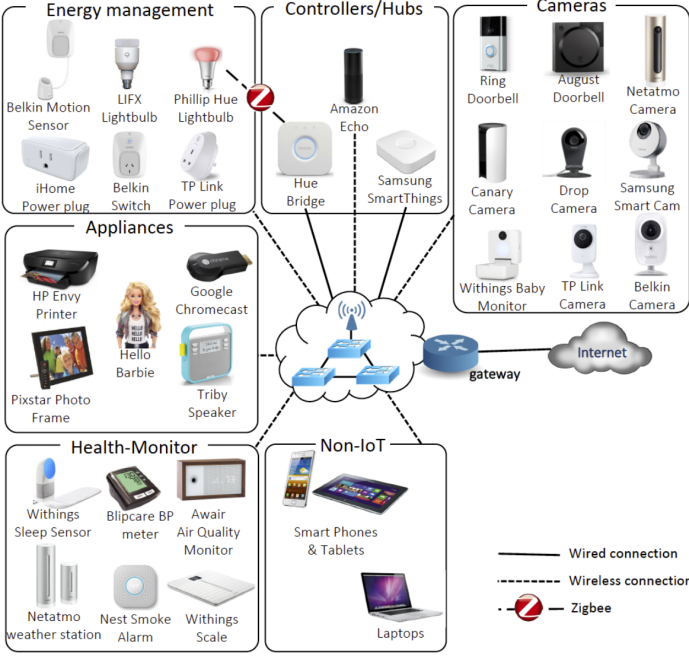 Energy management
Belkin Motion
Sensor
LIFX
Lightbulb
Phillip Hue
Lightbulb
iHome
Power plug
Belkin
Switch
TP Link
Power plug
Controllers/Hubs
Amazon
Echo
Hue
Bridge
Samsung
SmartThings
Cameras
Ring
Doorbell
August
Doorbell
Netatmo
Camera
Canary
Camera
Drop
Camera
Samsung
Smart Cam
Withings Baby
Monitor
TP Link
Camera
Belkin
Camera
Appliances
HP Envy
Printer
Google
Chromecast
HELLO
HELLO
HELLO
Hello
Barbie
Pixstar Photo
Frame
Triby
Speaker
gateway
Internet
Health-Monitor
Withings
Sleep Sensor
Blipcare BP
meter
Awair
Air Quality
Monitor
Netatmo
weather station
Nest Smoke
Alarm
Withings
Scale
Non-IoT
Smart Phones
& Tablets
Laptops
Wired connection
Wireless connection
Z
Z
Zigbee